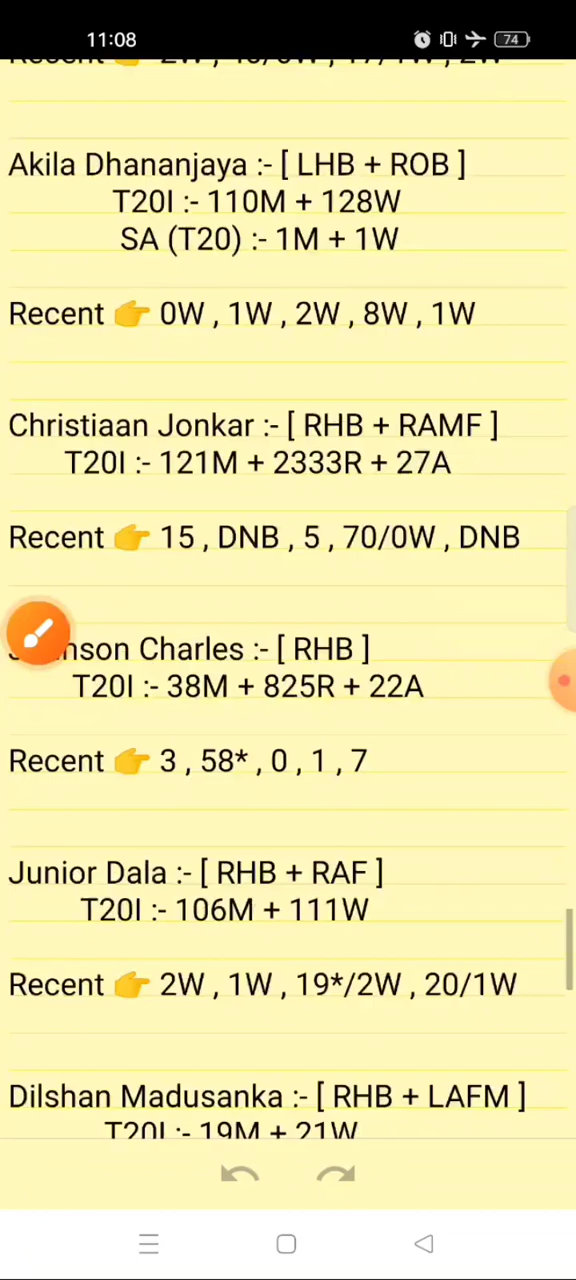 11:08
74
Akila Dhananjaya :- [ LHB + ROB ]
T20I :- 110M + 128W
SA (T20) :- 1M + 1W
Recent 👉 0W , 1W , 2W , 8W , 1W
Christiaan Jonkar :- [ RHB + RAMF ]
T20I :- 121M + 2333R + 27A
Recent 👉 15 , DNB , 5 , 70/0W , DNB
Charles :- [ RHB ]
T20I :- 38M + 825R + 22A
Recent 👉 3 , 58* , 0 , 1 , 7
Junior Dala :- [ RHB + RAF ]
T20I :- 106M + 111W
Recent 👉 2W , 1W , 19*/2W , 20/1W
Dilshan Madusanka :- [ RHB + LAFM ]
T20I :- 19M + 21W